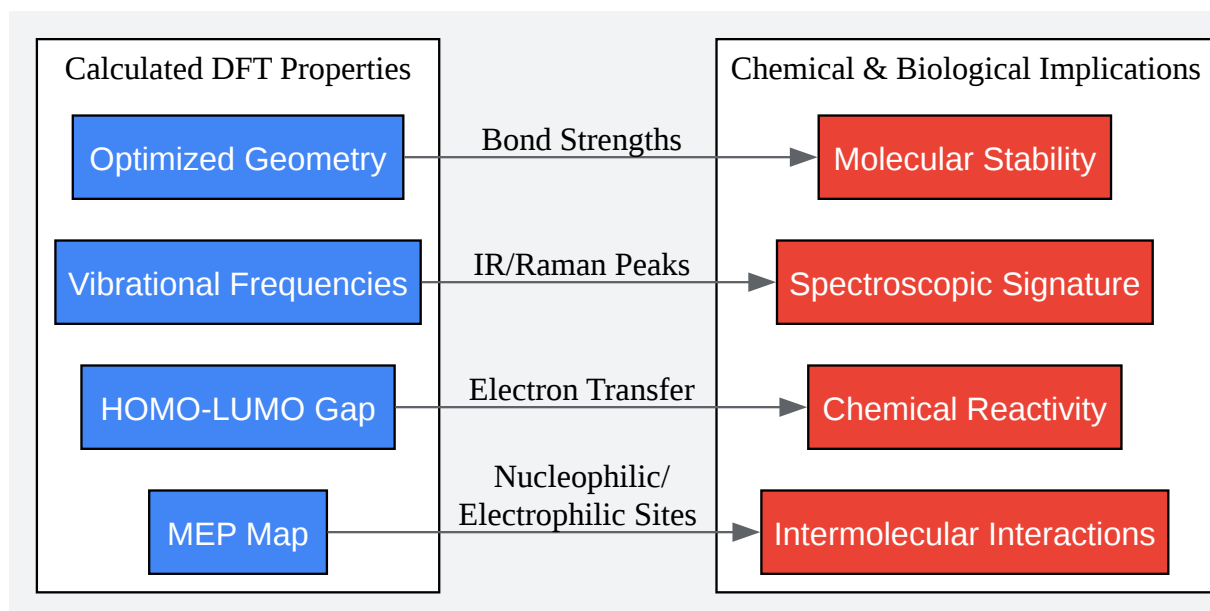 Calculated DFT Properties
Chemical & Biological Implications
Optimized Geometry
Bond Strengths
Molecular Stability
Vibrational Frequencies
IR/Raman Peaks
Spectroscopic Signature
HOMO-LUMO Gap
Electron Transfer
Chemical Reactivity
MEP Map
Nucleophilic/
Electrophilic Sites
Intermolecular Interactions